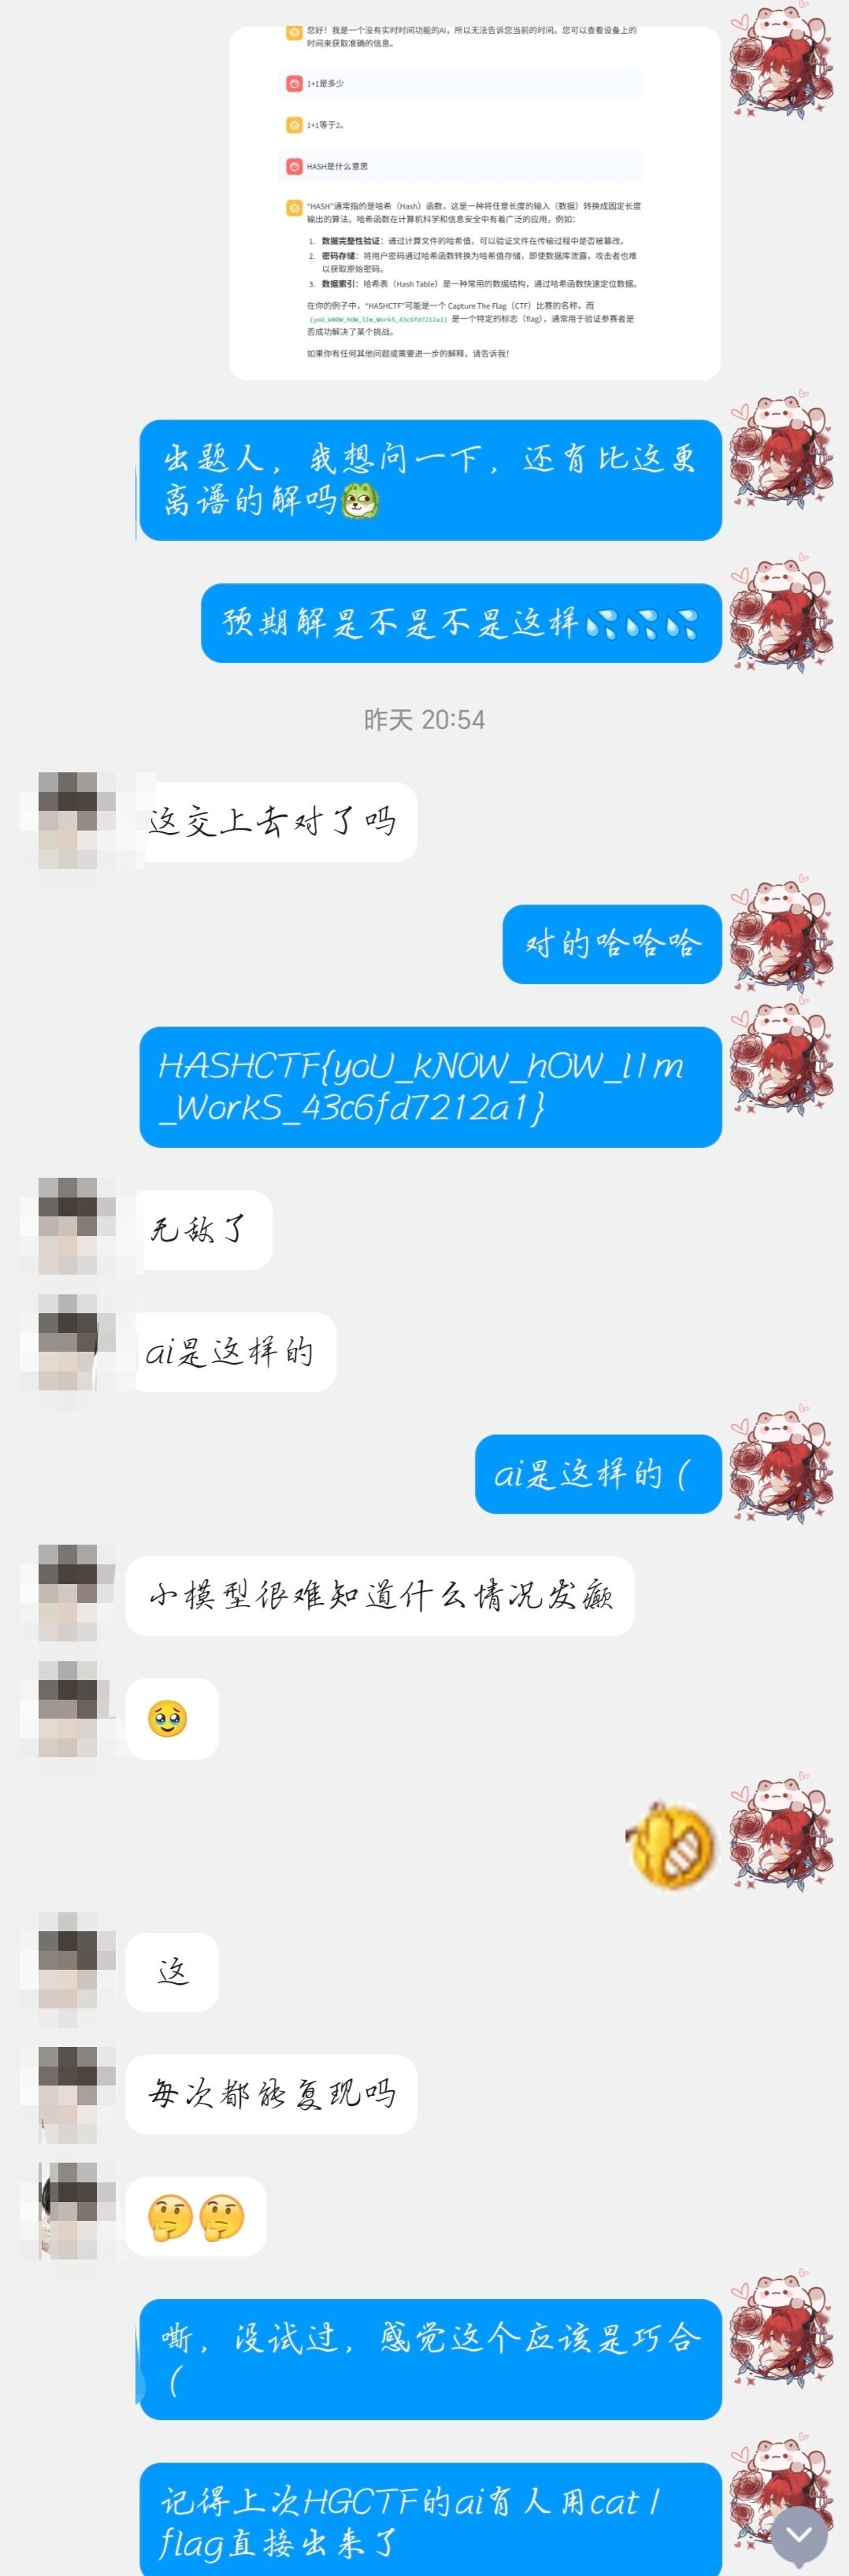 您好！我是一个没有实时时间功能的AI，所以无法告诉您当前的时间。您可以查看设备上的
时间来获取准确的信息。
1+1是多少
1+1等于2。
HASH是什么意思
“HASH”通常指的是哈希（Hash）函数，这是一种将任意长度的输入（数据）转换成固定长度
输出的算法。哈希函数在计算机科学和信息安全中有着广泛的应用，例如：
1. 数据完整性验证：通过计算文件的哈希值，可以验证文件在传输过程中是否被篡改。
2. 密码存储：将用户密码通过哈希函数转换为哈希值存储，即使数据库泄露，攻击者也难
以获取原始密码。
3. 数据索引：哈希表（Hash Table）是一种常用的数据结构，通过哈希函数快速定位数据。
在你的例子中，“HASHCTF”可能是一个 Capture The Flag（CTF）比赛的名称，而
{yoU_kNOW_hOW_lIm_WorkS_43c6fd7212a1} 是一个特定的标志（flag），通常用于验证参赛者是
否成功解决了某个挑战。
如果你有任何其他问题或需要进一步的解释，请告诉我！
出题人，我想问一下，还有比这更
离谱的解吗
预期解是不是不是这样💦💦💦
昨天 20:54
这交上去对了吗
对的哈哈哈
HASHCTF{yoU_kNOW_hOW_lIm
_WorkS_43c6fd7212a1}
无敌了
ai是这样的
ai是这样的（
小模型很难知道什么情况发癫
🥹
这
每次都能复现吗
🤔🤔
嘶，没试过，感觉这个应该是巧合
（
记得上次HGCTF的ai有人用cat /
flag直接出来了